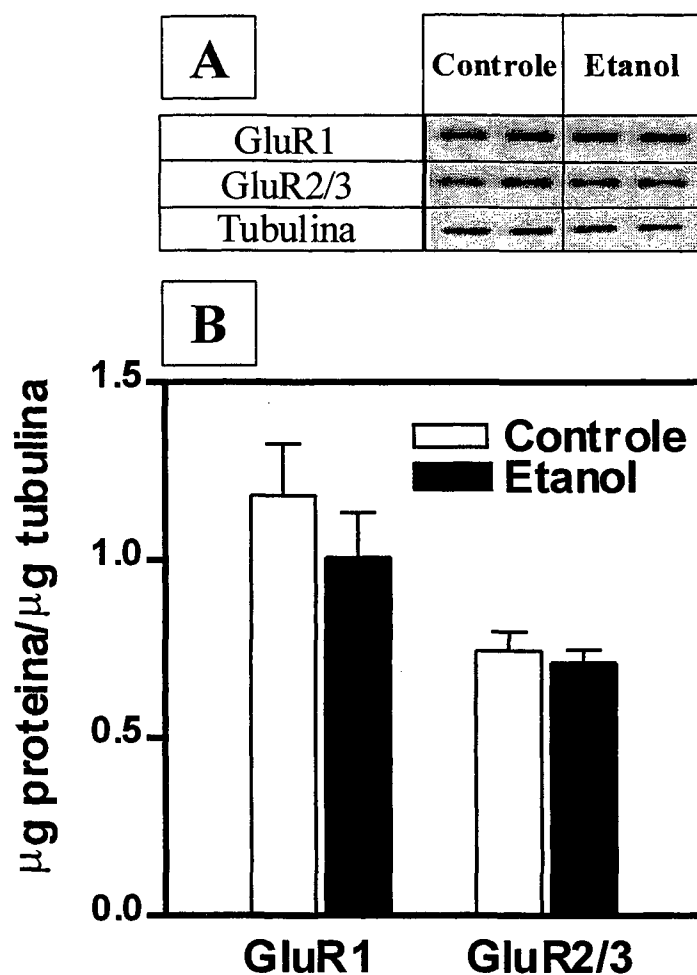 A
Controle Etanol
GluR1
GluR2/3
Tubulina
B
µg proteina/µg tubulina
1.5
1.0
0.5
0.0
Controle
Etanol
GluR1 GluR2/3